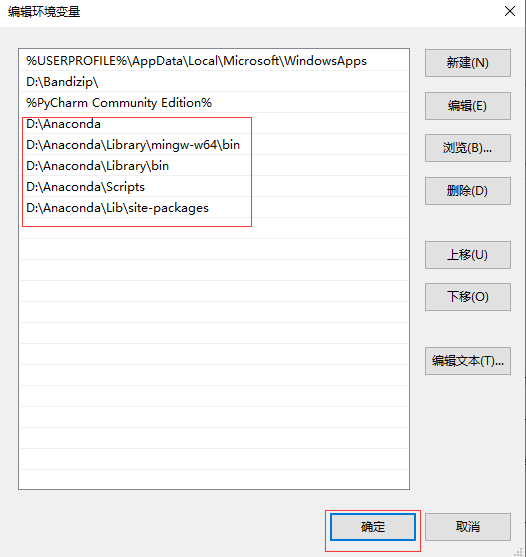 编辑环境变量
%USERPROFILE%\AppData\Local\Microsoft\WindowsApps
D:\Bandizip\
%PyCharm Community Edition%
D:\Anaconda
D:\Anaconda\Library\mingw-w64\bin
D:\Anaconda\Library\bin
D:\Anaconda\Scripts
D:\Anaconda\Lib\site-packages
新建(N)
编辑(E)
浏览(B)...
删除(D)
上移(U)
下移(O)
编辑文本(T)...
确定
取消